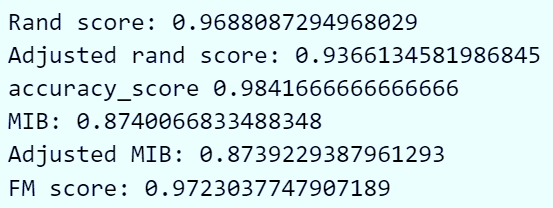 Rand score: 0.9688087294968029
Adjusted rand score: 0.9366134581986845
accuracy_score 0.9841666666666666
MIB: 0.8740066833488348
Adjusted MIB: 0.8739229387961293
FM score: 0.9723037747907189